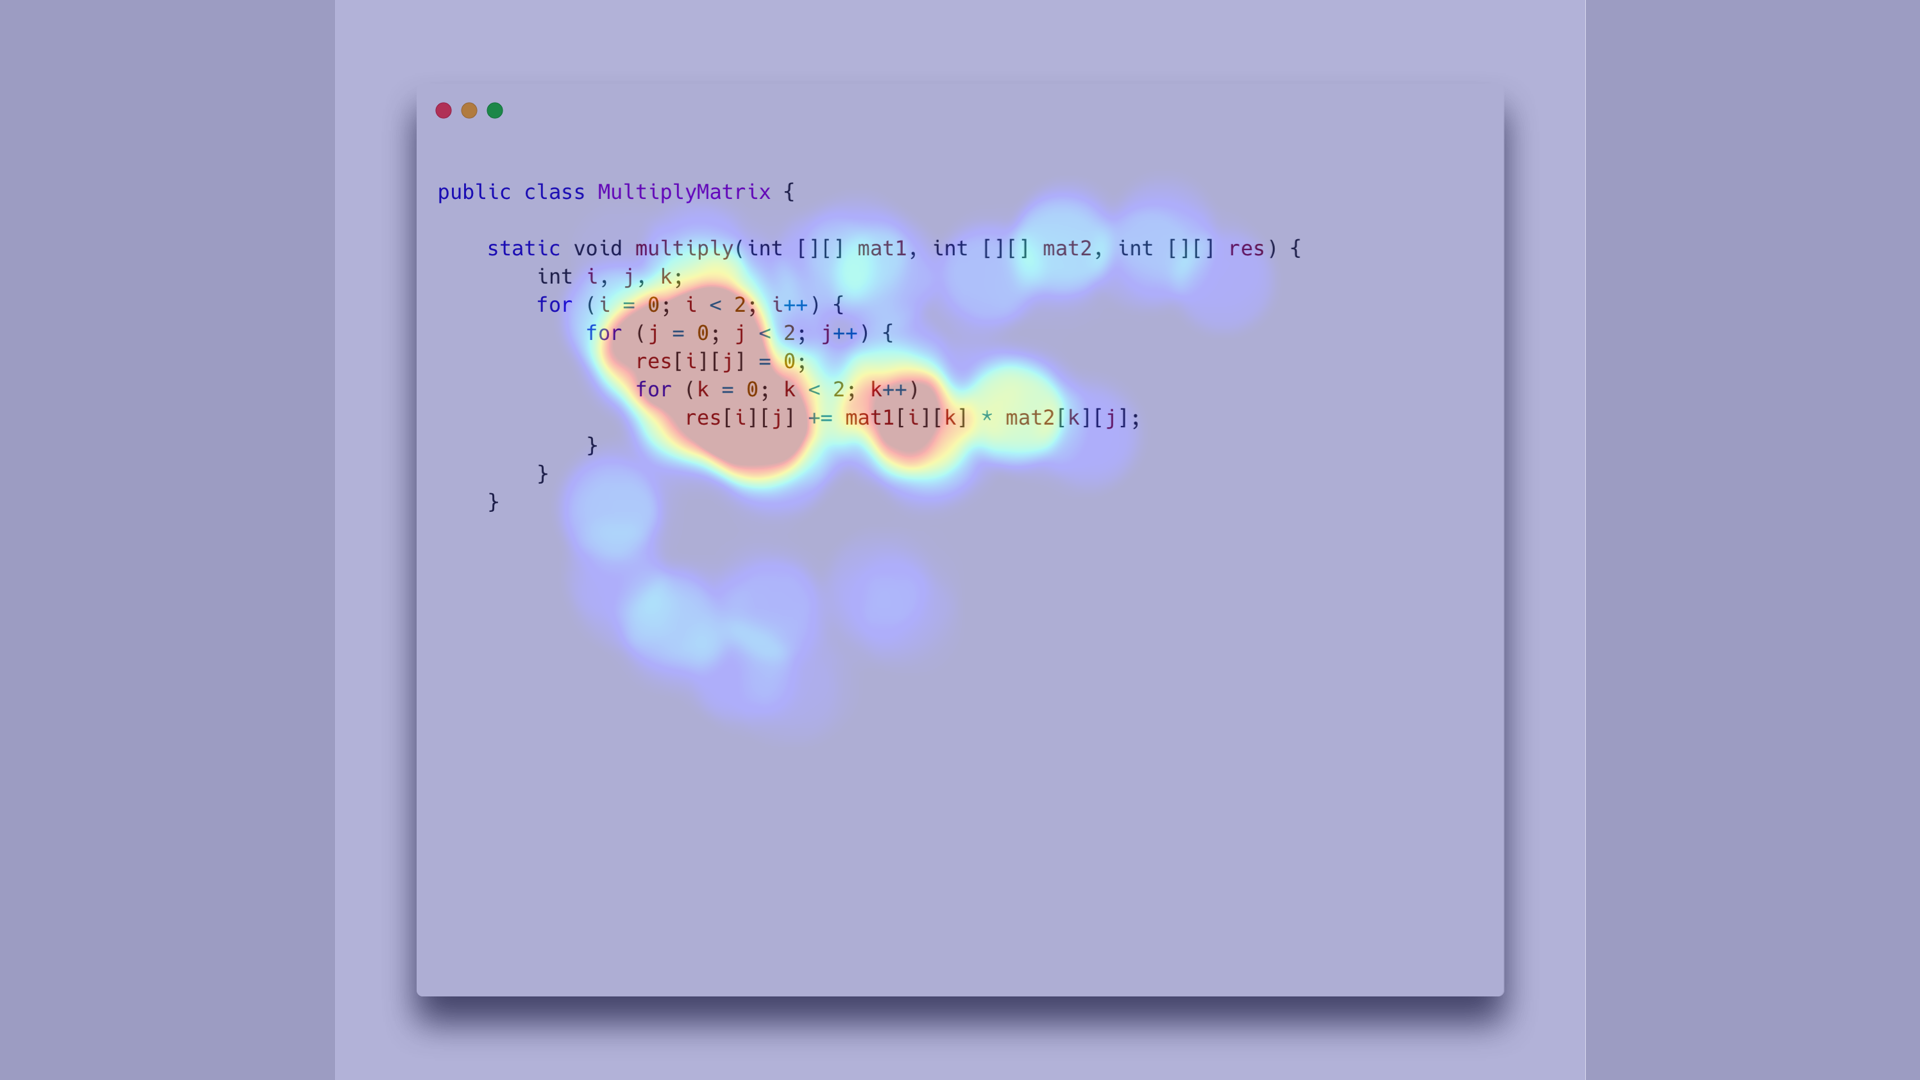 public class MultiplyMatrix {
static void multiply(int [][] mat1, int [][] mat2, int [][] res) {
int i, j, k;
for (i = 0; i < 2; i++) {
for (j = 0; j < 2; j++) {
res[i][j] = 0;
for (k = 0; k < 2; k++)
res[i][j] += mat1[i][k] * mat2[k][j];
}
}
}